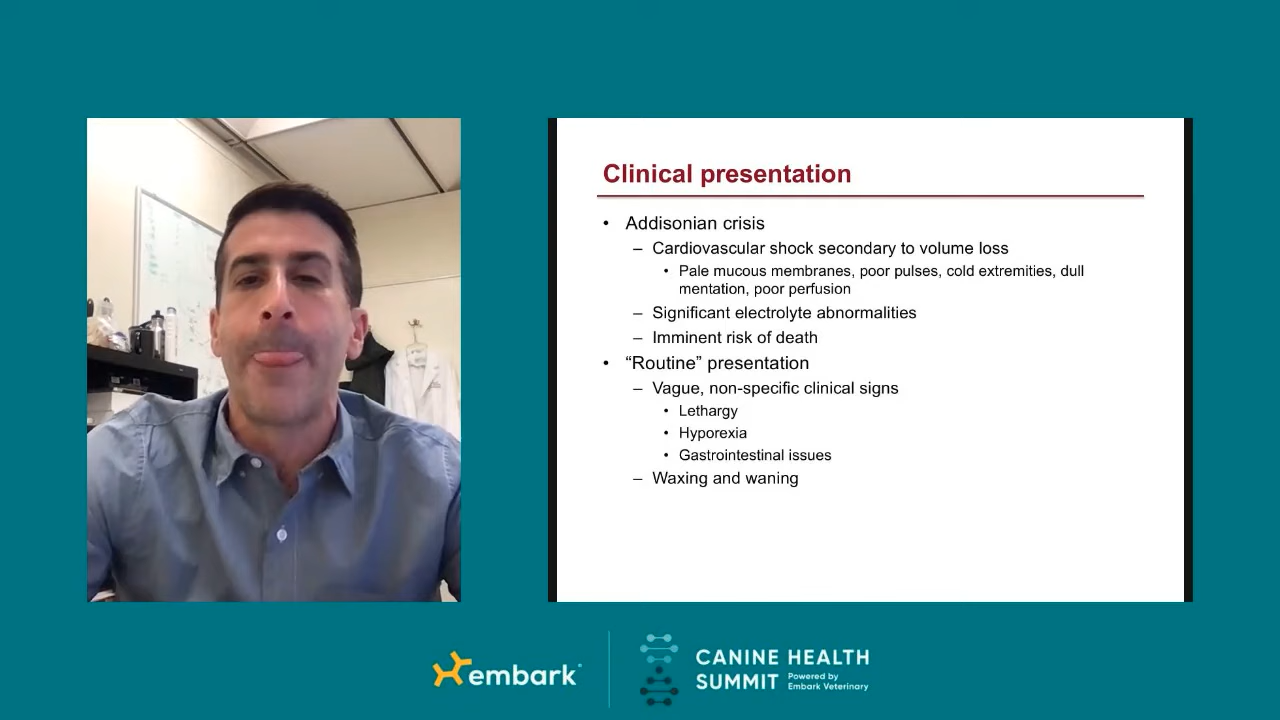 Clinical presentation
• Addisonian crisis
– Cardiovascular shock secondary to volume loss
• Pale mucous membranes, poor pulses, cold extremities, dull
mentation, poor perfusion
– Significant electrolyte abnormalities
– Imminent risk of death
• “Routine” presentation
– Vague, non-specific clinical signs
• Lethargy
• Hyporexia
• Gastrointestinal issues
– Waxing and waning
embark
CANINE HEALTH
SUMMIT Powered by
Embark Veterinary